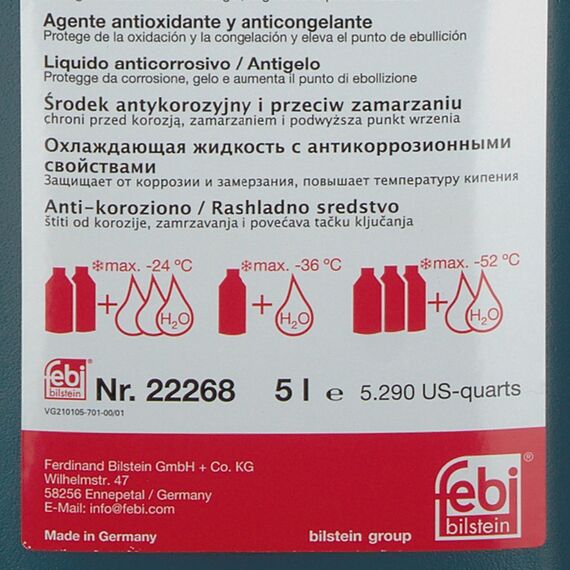 Agente antioxidante y anticongelante
Protege de la oxidación y la congelación y eleva el punto de ebullición
Liquido anticorrosivo / Antigelo
Protegge da corrosione, gelo e aumenta il punto di ebollizione
Środek antykorozyjny i przeciw zamarzaniu
chroni przed korozją, zamarzaniem i podwyższa punkt wrzenia
Охлаждающая жидкость с антикоррозионными
свойствами
Защищает от коррозии и замерзания, повышает температуру кипения
Anti-koroziono / Rashladno sredstvo
štiti od korozije, zamrzavanja i povećava tačku ključanja
❄max. -24 ºC ❄max. -36 ºC ❄max. -52 ºC
+ H₂O + H₂O + H₂O
febi
bilstein
Nr. 22268 5 l e 5.290 US-quarts
VG210105-701-00/01
Ferdinand Bilstein GmbH + Co. KG
Wilhelmstr. 47
58256 Ennepetal / Germany
E-Mail: info@febi.com
Made in Germany
bilstein group
febi
bilstein